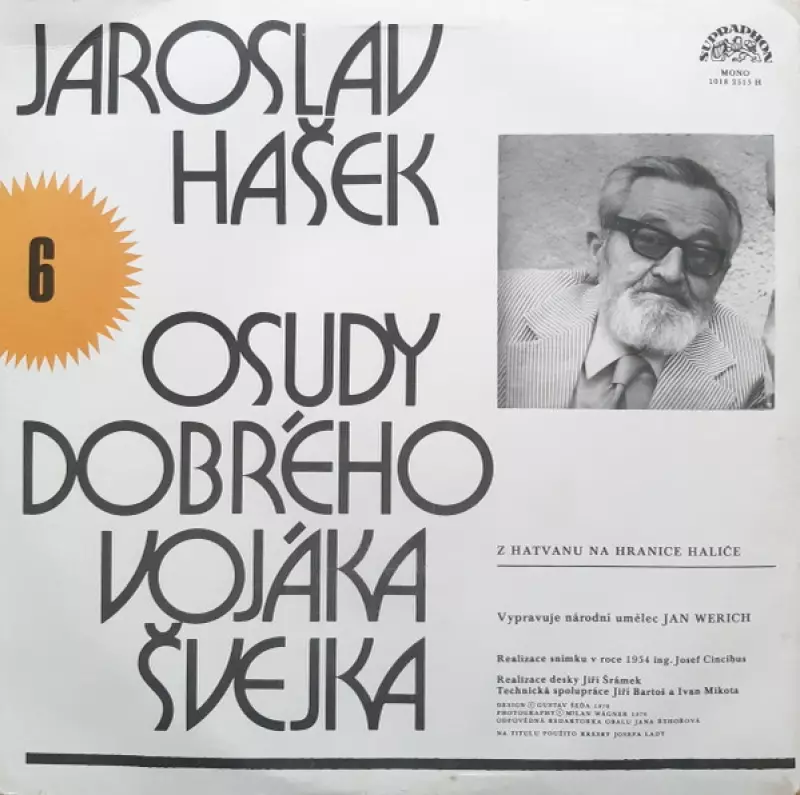 JAROSLAV
HAŠEK
SUPRAPHON
MONO
1018 2515 H
6
OSUDY
DOBRÉHO
VOJÁKA
ŠVEJKA
Z HATVANU NA HRANICE HALIČE
Vypravuje národní umělec JAN WERICH
Realizace snímku v roce 1954 ing. Josef Cincibus
Realizace desky Jiří Šrámek
Technická spolupráce Jiří Bartoš a Ivan Mikota
DESIGN Ⓒ GUSTAV ŠEĎA 1978
PHOTOGRAPHY Ⓒ MILAN WÁGNER 1978
ODPOVĚDNÁ REDAKTORKA OBALU JANA ŘEHOŘOVÁ
NA TITULU POUŽITO KRESBY JOSEFA LADY